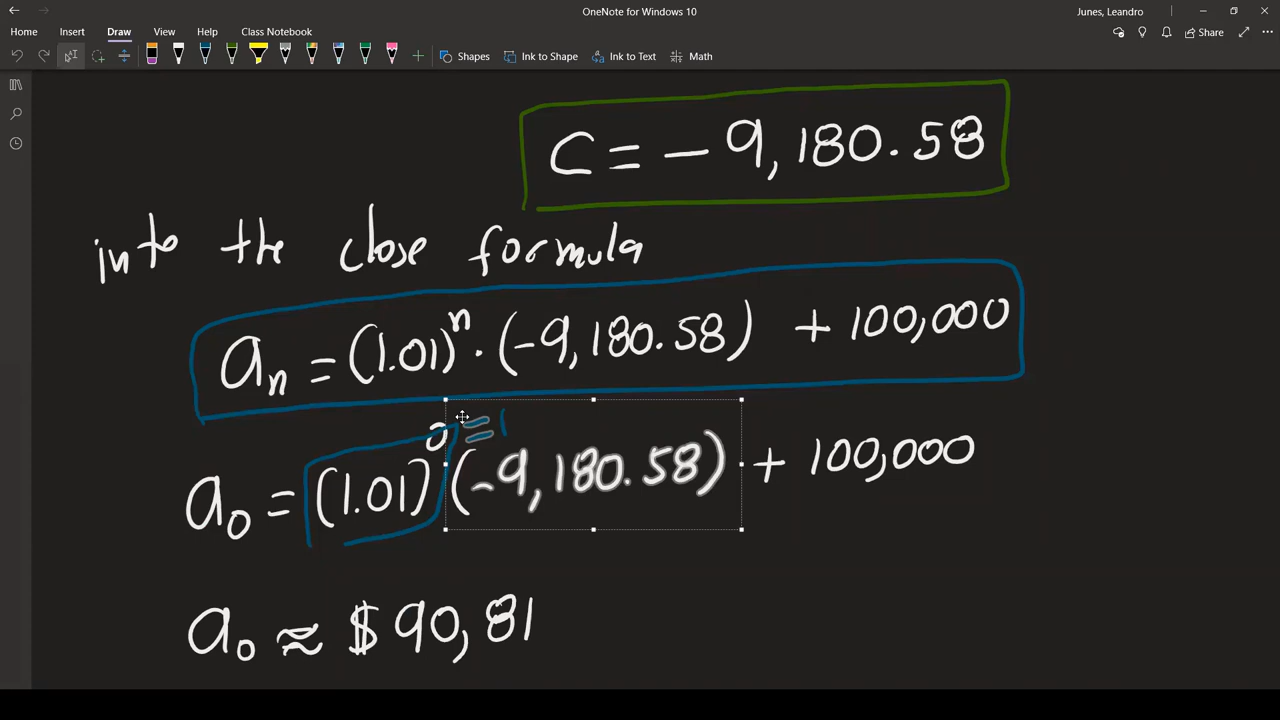 OneNote for Windows 10
Junes, Leandro
Home Insert Draw View Help Class Notebook
Share
Shapes Ink to Shape Ink to Text Math
C = - 9,180.58
into the close formula
aₙ = (1.01)ⁿ · (-9,180.58) + 100,000
a₀ = (1.01)⁰ = 1 (-9,180.58) + 100,000
a₀ ≈ $ 90,81